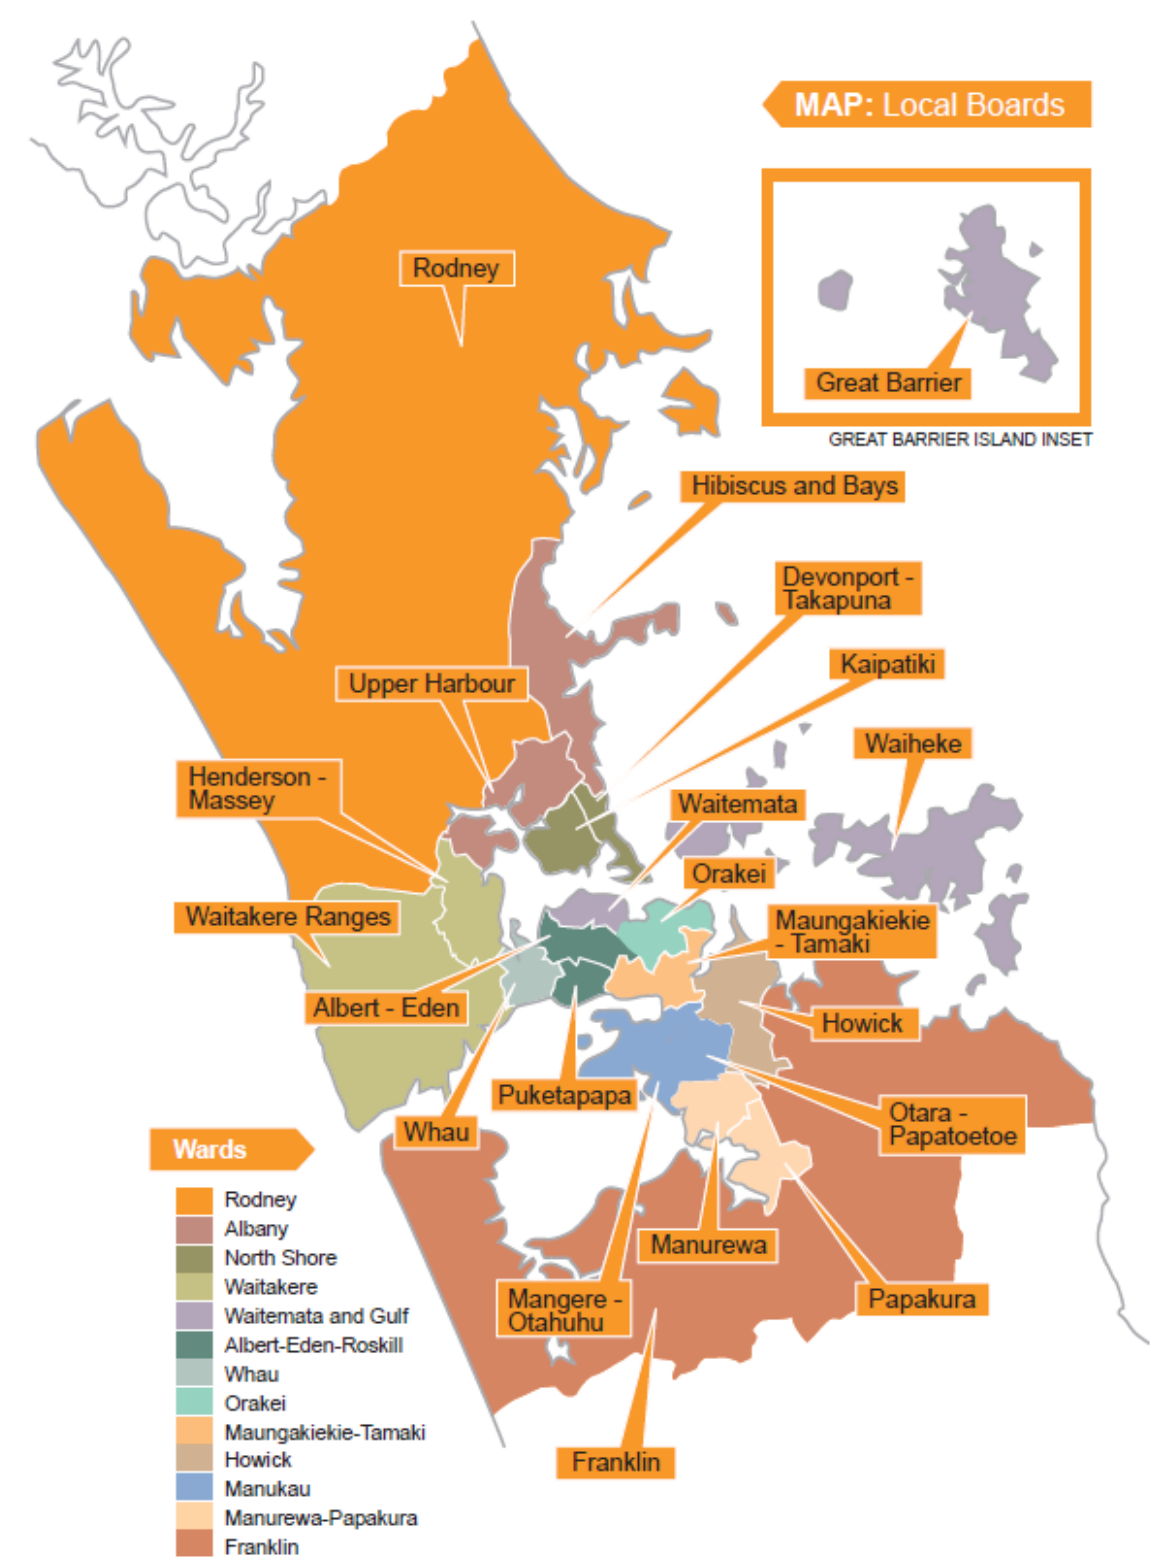 MAP: Local Boards
Rodney
Great Barrier
GREAT BARRIER ISLAND INSET
Hibiscus and Bays
Devonport -
Takapuna
Kaipatiki
Upper Harbour
Waiheke
Henderson -
Massey
Waitemata
Orakei
Waitakere Ranges
Maungakiekie
- Tamaki
Albert - Eden
Howick
Puketapapa
Otara -
Papatoetoe
Whau
Manurewa
Mangere -
Otahuhu
Papakura
Franklin
Wards
Rodney
Albany
North Shore
Waitakere
Waitemata and Gulf
Albert-Eden-Roskill
Whau
Orakei
Maungakiekie-Tamaki
Howick
Manukau
Manurewa-Papakura
Franklin